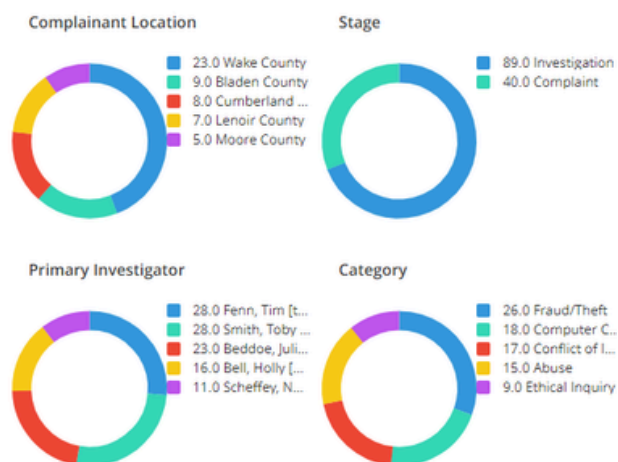 Complainant Location
23.0 Wake County
9.0 Bladen County
8.0 Cumberland ...
7.0 Lenoir County
5.0 Moore County
Stage
89.0 Investigation
40.0 Complaint
Primary Investigator
28.0 Fenn, Tim [t...
28.0 Smith, Toby ...
23.0 Beddoe, Juli...
16.0 Bell, Holly [...
11.0 Scheffey, N...
Category
26.0 Fraud/Theft
18.0 Computer C...
17.0 Conflict of I...
15.0 Abuse
9.0 Ethical Inquiry